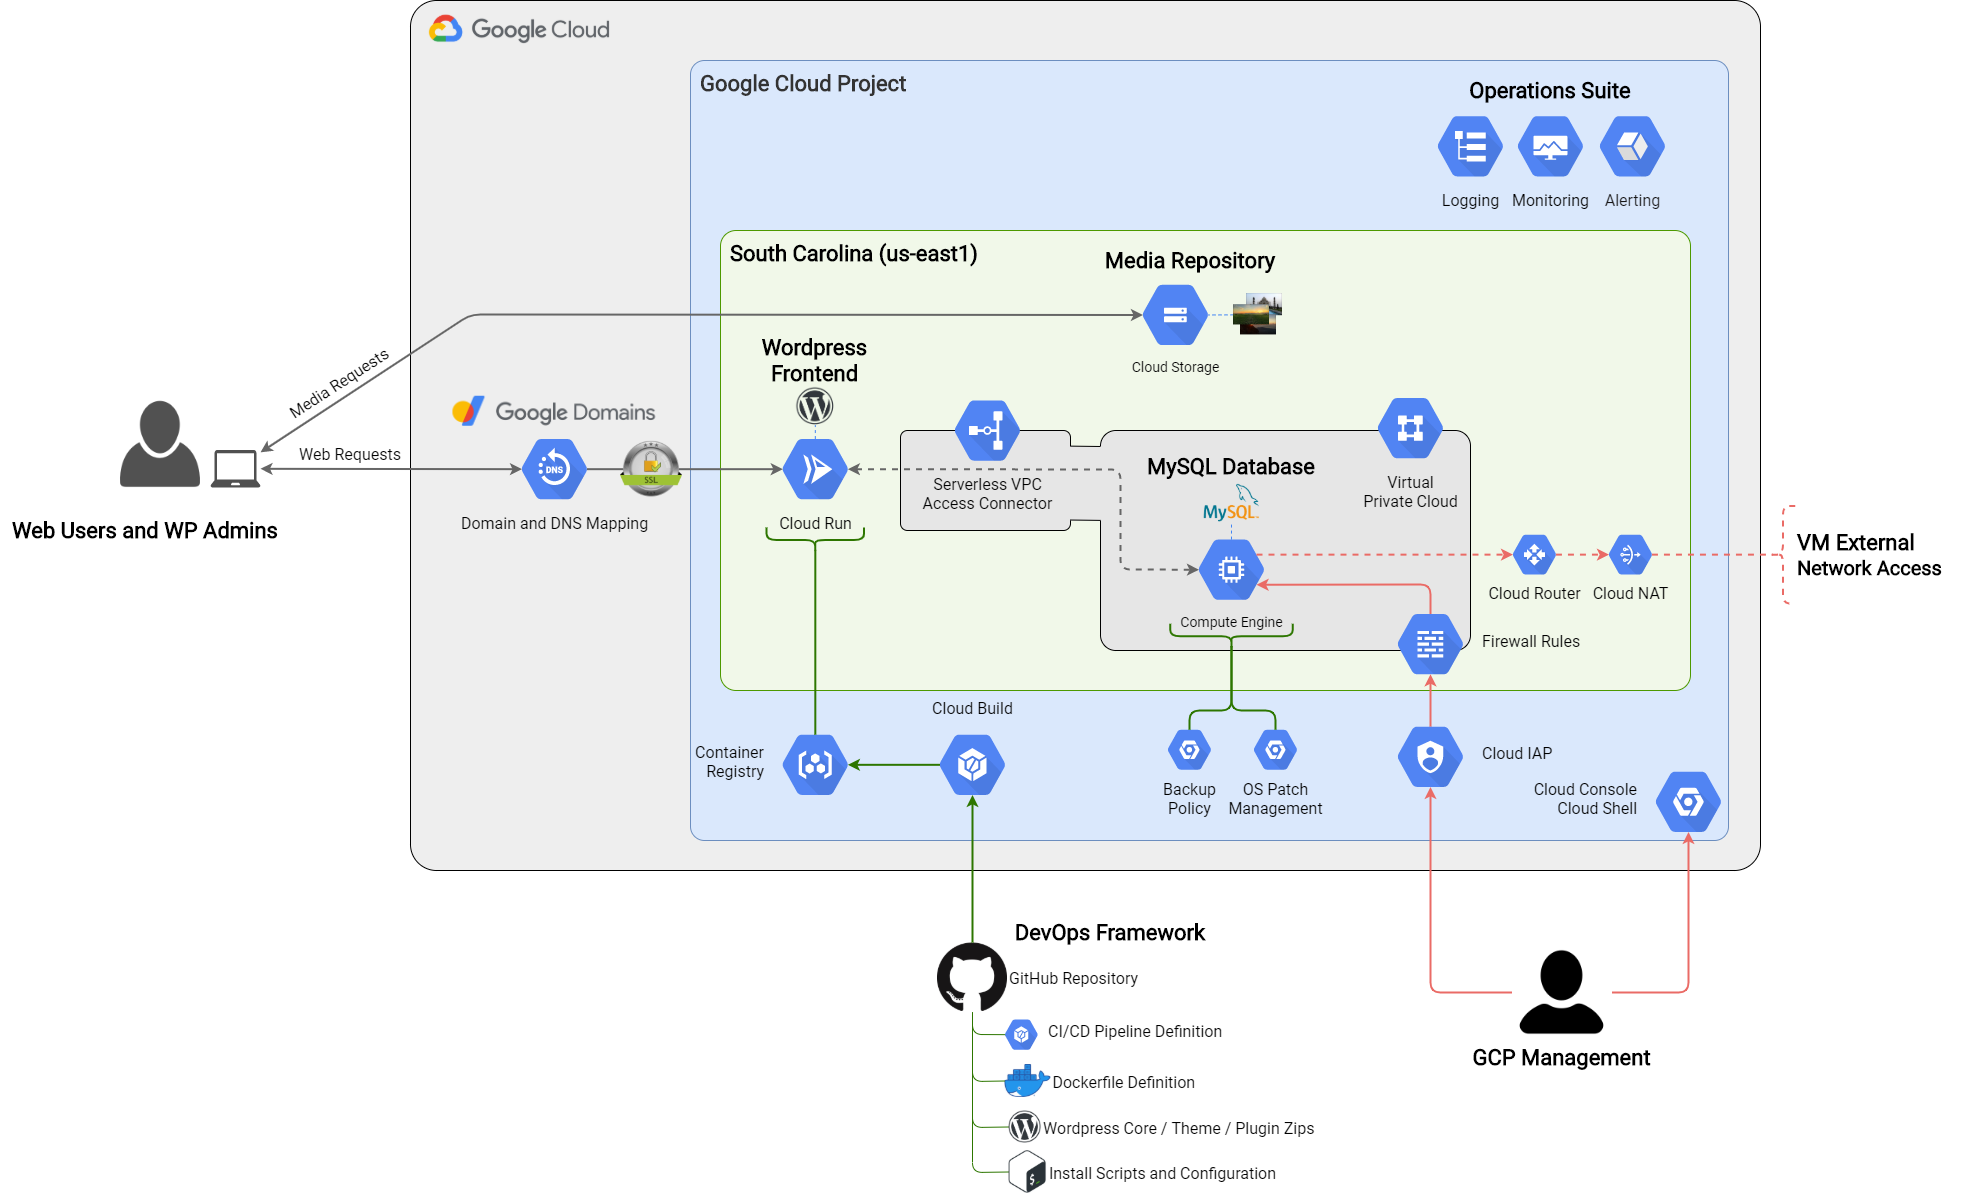 Google Cloud
Google Cloud Project
Operations Suite
Logging
Monitoring
Alerting
South Carolina (us-east1)
Media Repository
Cloud Storage
Wordpress
Frontend
Media Requests
Google Domains
Web Requests
DNS
SSL
Domain and DNS Mapping
Web Users and WP Admins
Cloud Run
Serverless VPC
Access Connector
MySQL Database
MySQL
Virtual
Private Cloud
Compute Engine
Cloud Router
Cloud NAT
VM External
Network Access
Firewall Rules
Cloud Build
Container
Registry
Backup
Policy
OS Patch
Management
Cloud IAP
Cloud Console
Cloud Shell
DevOps Framework
GitHub Repository
CI/CD Pipeline Definition
Dockerfile Definition
Wordpress Core / Theme / Plugin Zips
Install Scripts and Configuration
GCP Management